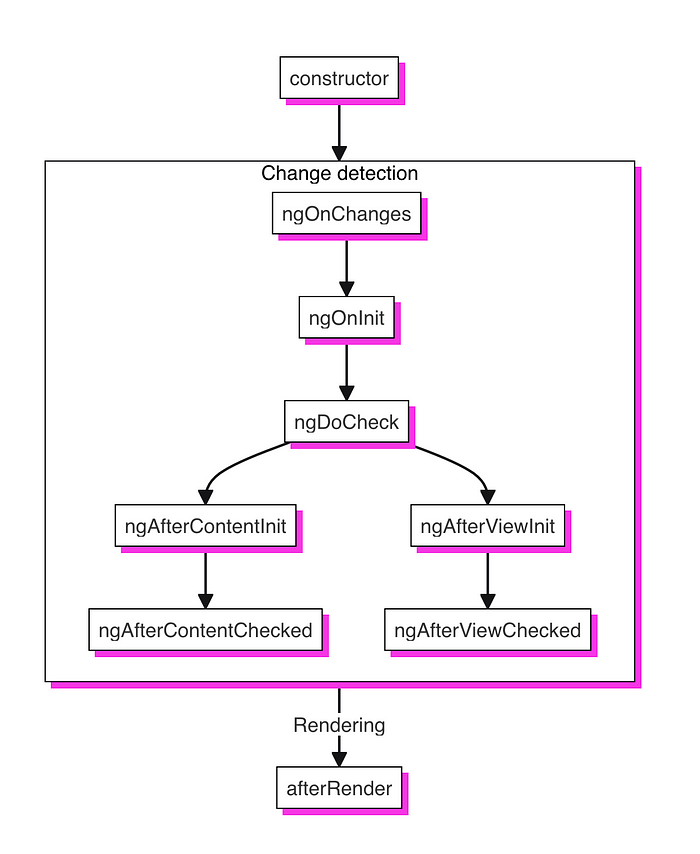 constructor
Change detection
ngOnChanges
ngOnInit
ngDoCheck
ngAfterContentInit
ngAfterViewInit
ngAfterContentChecked
ngAfterViewChecked
Rendering
afterRender